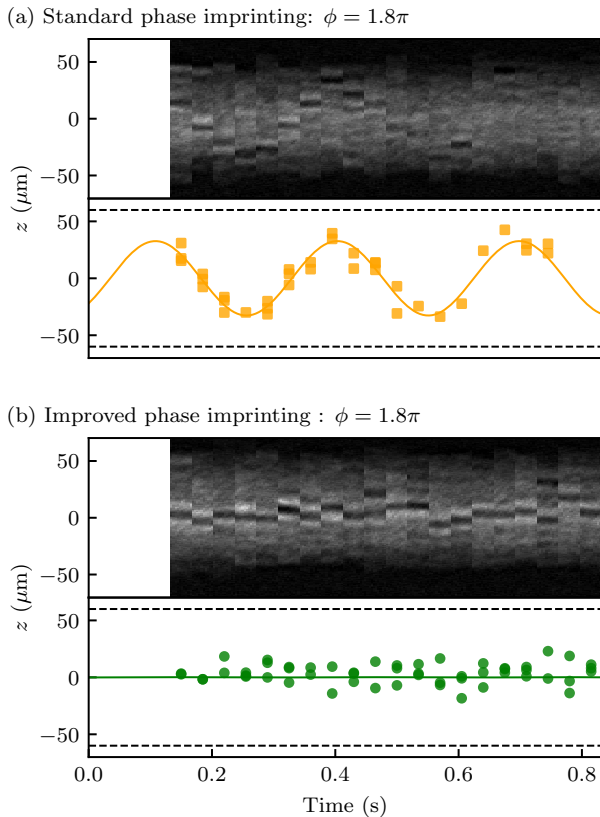 (a) Standard phase imprinting: ϕ = 1.8π
50
0
−50
50
0
−50
z (μm)
(b) Improved phase imprinting : ϕ = 1.8π
50
0
−50
50
0
−50
z (μm)
0.0 0.2 0.4 0.6 0.8
Time (s)